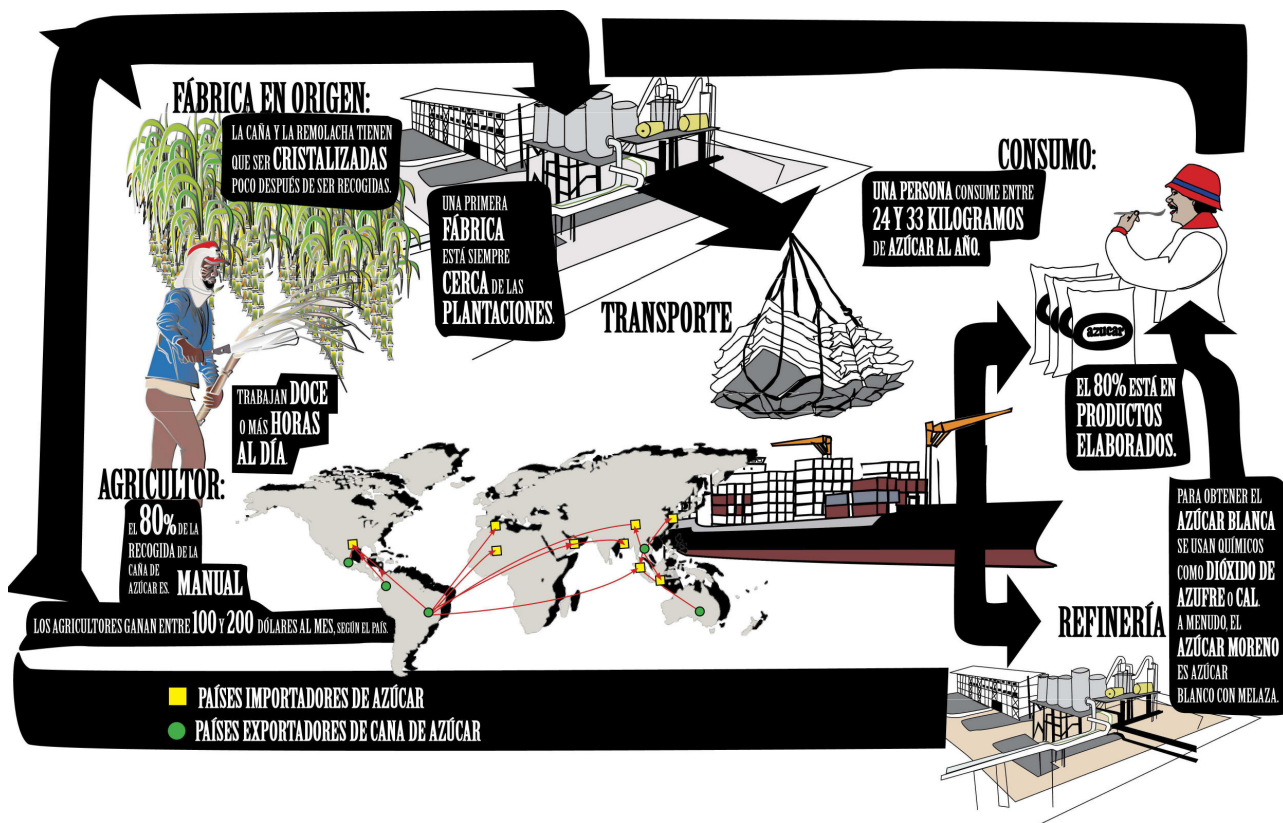 FÁBRICA EN ORIGEN:
LA CAÑA Y LA REMOLACHA TIENEN
QUE SER CRISTALIZADAS
POCO DESPUÉS DE SER RECOGIDAS.
UNA PRIMERA
FÁBRICA
ESTÁ SIEMPRE
CERCA DE LAS
PLANTACIONES.
TRANSPORTE
CONSUMO:
UNA PERSONA CONSUME ENTRE
24 Y 33 KILOGRAMOS
DE AZÚCAR AL AÑO.
azucar
EL 80% ESTÁ EN
PRODUCTOS
ELABORADOS.
TRABAJAN DOCE
O MÁS HORAS
AL DÍA.
AGRICULTOR:
EL 80% DE LA
RECOGIDA DE LA
CAÑA DE
AZÚCAR ES MANUAL
LOS AGRICULTORES GANAN ENTRE 100 Y 200 DÓLARES AL MES, SEGÚN EL PAÍS.
PAÍSES IMPORTADORES DE AZÚCAR
PAÍSES EXPORTADORES DE CANA DE AZÚCAR
REFINERÍA
PARA OBTENER EL
AZÚCAR BLANCA
SE USAN QUÍMICOS
COMO DIÓXIDO DE
AZUFRE O CAL.
A MENUDO, EL
AZÚCAR MORENO
ES AZÚCAR
BLANCO CON MELAZA.